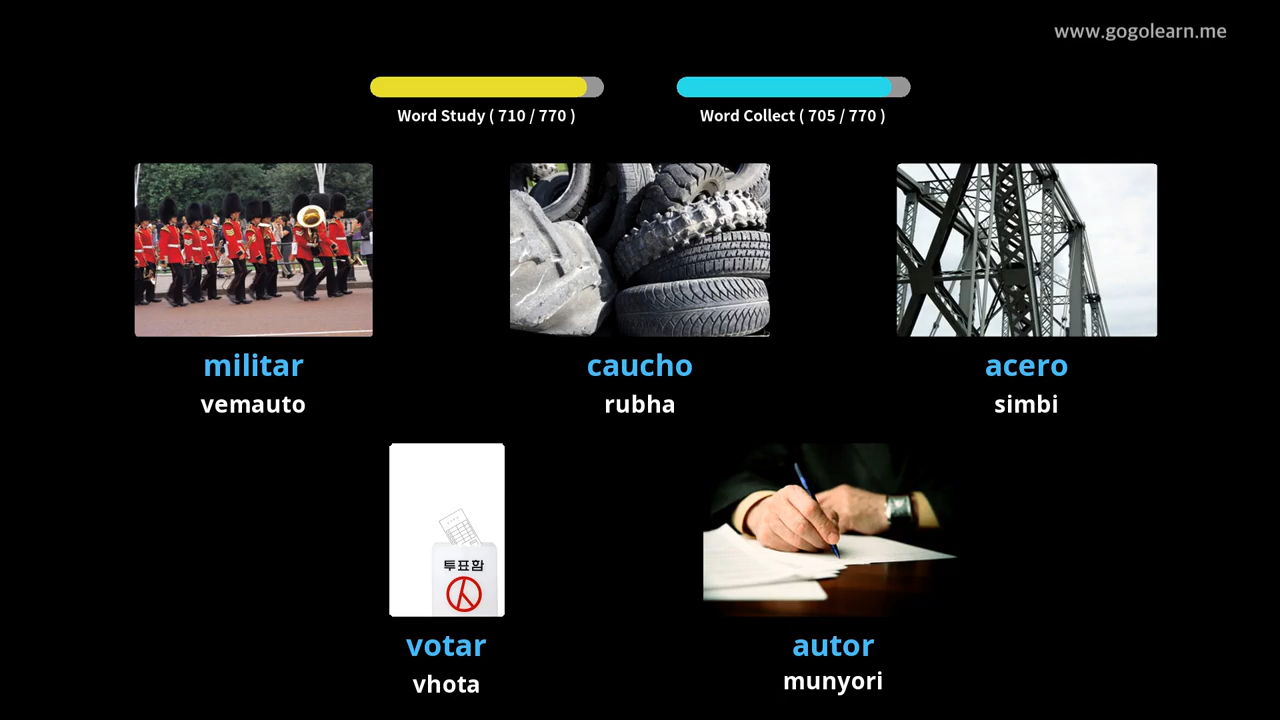 www.gogolearn.me
Word Study ( 710 / 770 )
Word Collect ( 705 / 770 )
militar
vemauto
caucho
rubha
acero
simbi
투표함
votar
vhota
autor
munyori